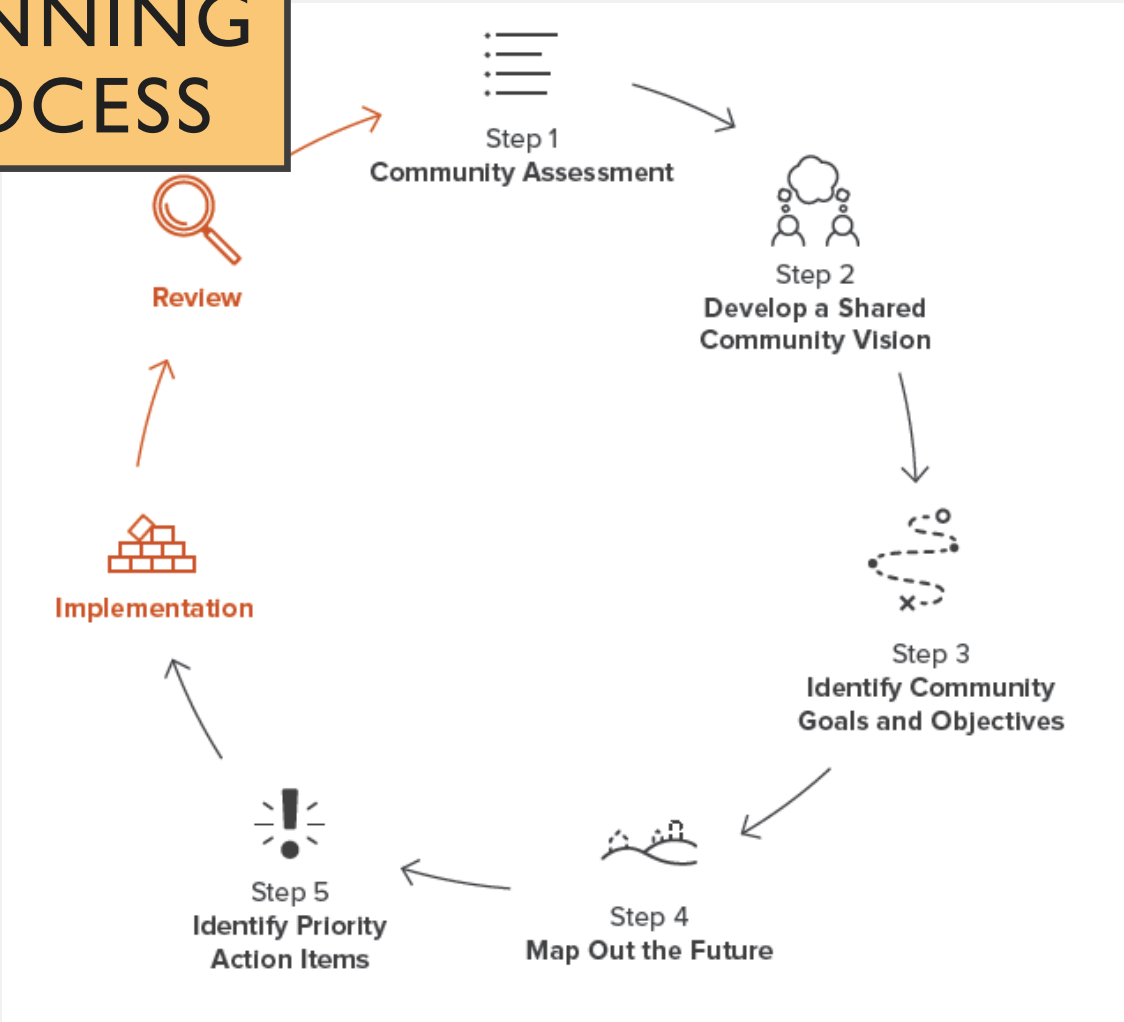 NNING
OCESS
Step 1
Community Assessment
Step 2
Develop a Shared
Community Vision
Step 3
Identify Community
Goals and Objectives
Step 4
Map Out the Future
Step 5
Identify Priority
Action Items
Implementation
Review